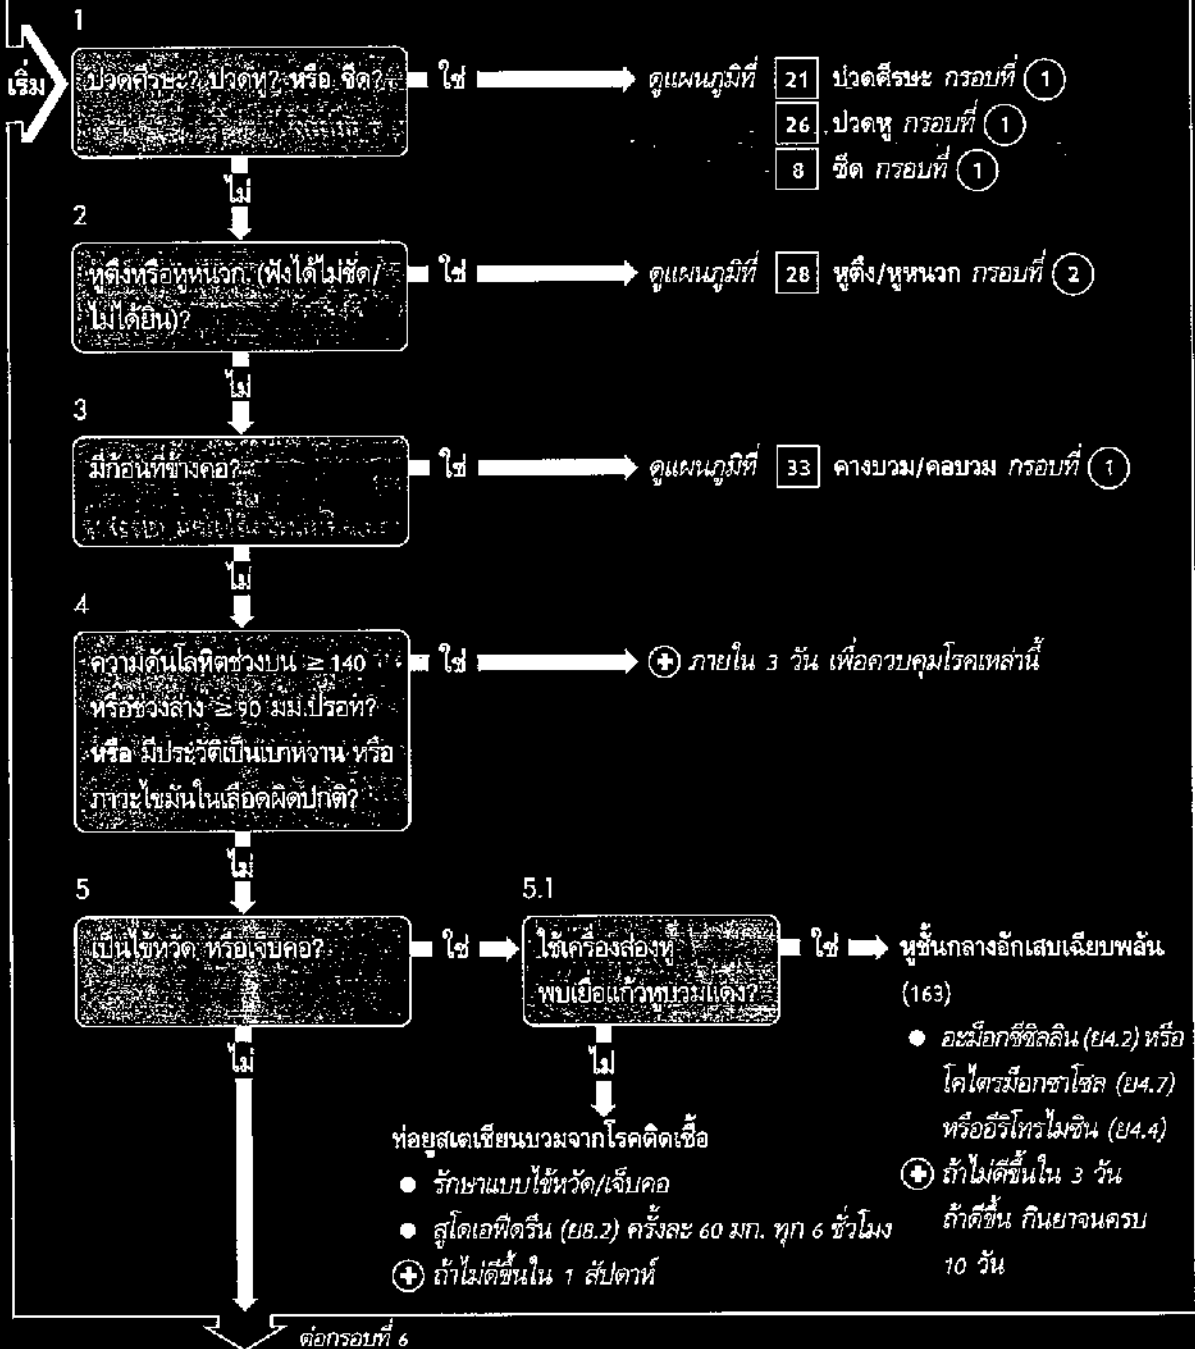 1
เริ่ม
ปวดศีรษะ? ปวดหู? หรือ ซีด?
ใช่
ดูแผนภูมิที่ 21 ปวดศีรษะ กรอบที่ 1
26 ปวดหู กรอบที่ 1
8 ซีด กรอบที่ 1
ไม่
2
หูตึงหรือหูหนวก (ฟังได้ไม่ชัด/
ไม่ได้ยิน)?
ใช่
ดูแผนภูมิที่ 28 หูตึง/หูหนวก กรอบที่ 2
ไม่
3
มีก้อนที่ข้างคอ?
ใช่
ดูแผนภูมิที่ 33 คางบวม/คอบวม กรอบที่ 1
ไม่
4
ความดันโลหิตช่วงบน ≥ 140
หรือช่วงล่าง ≥ 90 มม.ปรอท?
หรือ มีประวัติเป็นเบาหวาน หรือ
ภาวะไขมันในเลือดผิดปกติ?
ใช่
ภายใน 3 วัน เพื่อควบคุมโรคเหล่านี้
ไม่
5
เป็นไข้หวัด หรือเจ็บคอ?
ใช่
5.1
ใช้เครื่องส่องหู
พบเยื่อแก้วหูบวมแดง?
ใช่
หูชั้นกลางอักเสบเฉียบพลัน
(163)
● อะม็อกซีซิลลิน (ย4.2) หรือ
โคไตรม็อกซาโซล (ย4.7)
หรืออีริโทรไมซิน (ย4.4)
ถ้าไม่ดีขึ้นใน 3 วัน
ถ้าดีขึ้น กินยาจนครบ
10 วัน
ไม่
ท่อยูสเตเชียนบวมจากโรคติดเชื้อ
● รักษาแบบไข้หวัด/เจ็บคอ
● สูโดเอฟีดรีน (ย8.2) ครั้งละ 60 มก. ทุก 6 ชั่วโมง
ถ้าไม่ดีขึ้นใน 1 สัปดาห์
ไม่
ต่อกรอบที่ 6